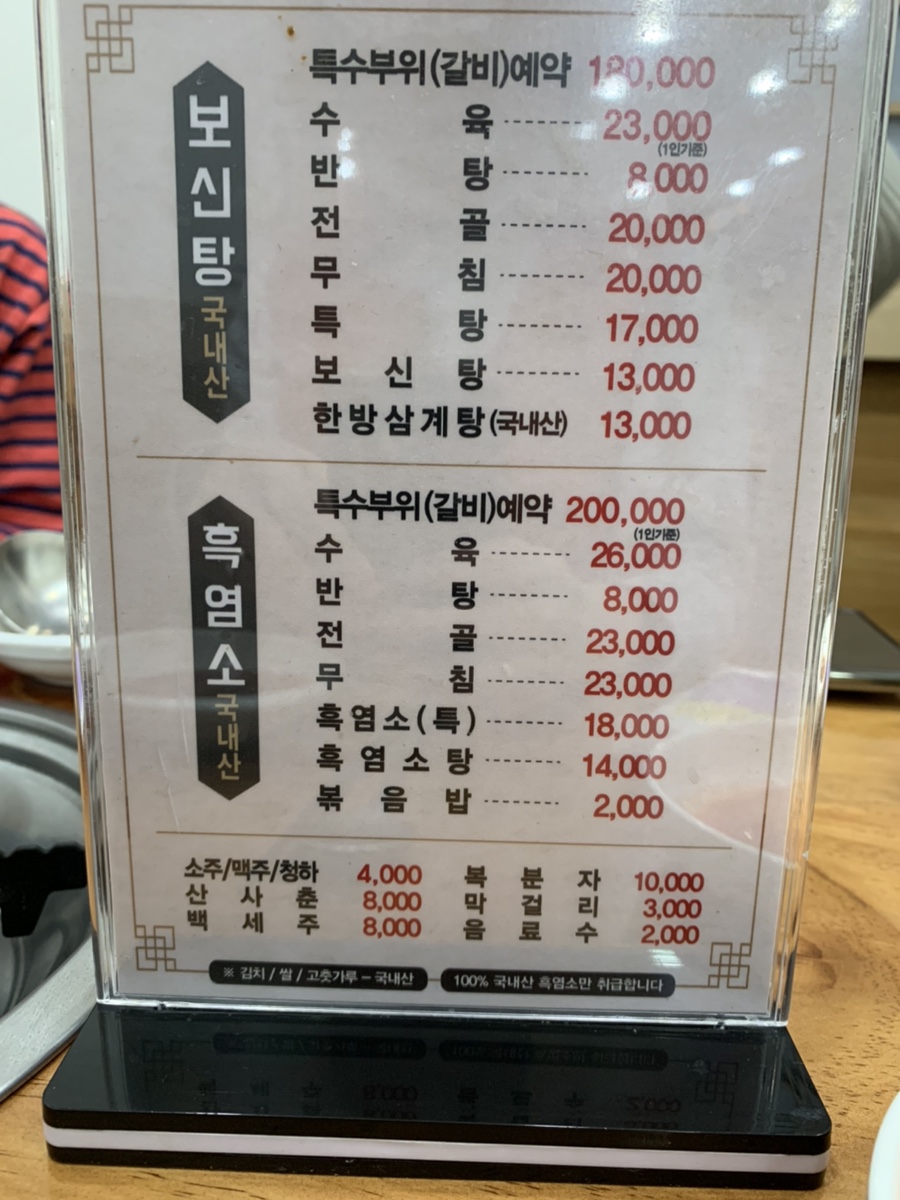 보신탕 국내산
특수부위(갈비)예약 180,000
수 육 23,000
(1인기준)
반 탕 8,000
전 골 20,000
무 침 20,000
특 탕 17,000
보 신 탕 13,000
한방삼계탕(국내산) 13,000
흑염소 국내산
특수부위(갈비)예약 200,000
(1인기준)
수 육 26,000
반 탕 8,000
전 골 23,000
무 침 23,000
흑염소(특) 18,000
흑 염 소 탕 14,000
볶 음 밥 2,000
소주/맥주/청하 4,000
산 사 춘 8,000
백 세 주 8,000
복 분 자 10,000
막 걸 리 3,000
음 료 수 2,000
※ 김치 / 쌀 / 고춧가루 – 국내산
100% 국내산 흑염소만 취급합니다